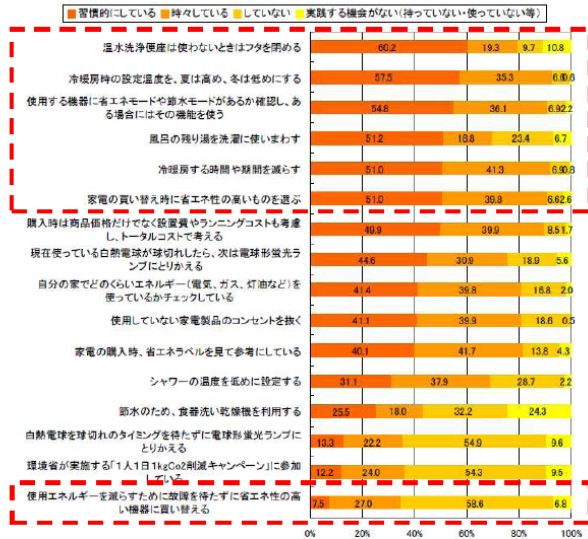 ■習慣的にしている ■時々している ■していない ■実践する機会がない(持っていない・使っていない等)
温水洗浄便座は使わないときはフタを閉める
60.2 19.3 9.7 10.8
冷暖房時の設定温度を、夏は高め、冬は低めにする
57.5 35.3 6.6 0.6
使用する機器に省エネモードや節水モードがあるか確認し、あ
る場合にはその機能を使う
54.8 36.1 6.9 2.2
風呂の残り湯を洗濯に使いまわす
51.2 18.8 23.4 6.7
冷暖房する時間や期間を減らす
51.0 41.3 6.9 0.8
家電の買い替え時に省エネ性の高いものを選ぶ
51.0 39.8 6.6 2.6
購入時は商品価格だけでなく設置費やランニングコストも考慮
し、トータルコストで考える
49.9 39.9 8.5 1.7
現在使っている白熱電球が球切れしたら、次は電球形蛍光ラ
ンプにとりかえる
44.6 30.9 18.9 5.6
自分の家でどのくらいエネルギー(電気、ガス、灯油など)を
使っているかチェックしている
41.4 39.8 16.8 2.0
使用していない家電製品のコンセントを抜く
41.1 39.9 18.6 0.5
家電の購入時、省エネラベルを見て参考にしている
40.1 41.7 13.8 4.3
シャワーの温度を低めに設定する
31.1 37.9 28.7 2.2
節水のため、食器洗い乾燥機を利用する
25.5 18.0 32.2 24.3
白熱電球を球切れのタイミングを待たずに電球形蛍光ランプに
とりかえる
13.3 22.2 54.9 9.6
環境省が実施する「1人1日1kgCo2削減キャンペーン」に参加
している
12.2 24.0 54.3 9.5
使用エネルギーを減らすために故障を待たずに省エネ性の高
い機器に買い替える
7.5 27.0 58.6 6.8
0% 20% 40% 60% 80% 100%